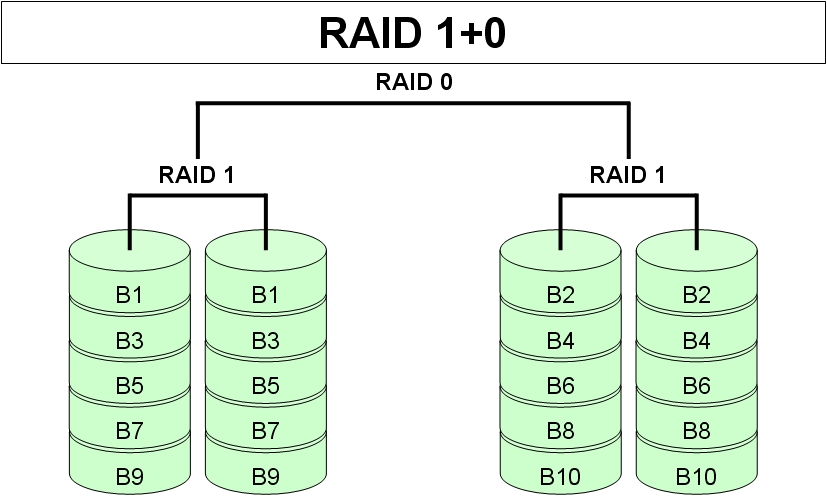 RAID 1+0
RAID 0
RAID 1 RAID 1
B1 B1 B2 B2
B3 B3 B4 B4
B5 B5 B6 B6
B7 B7 B8 B8
B9 B9 B10 B10